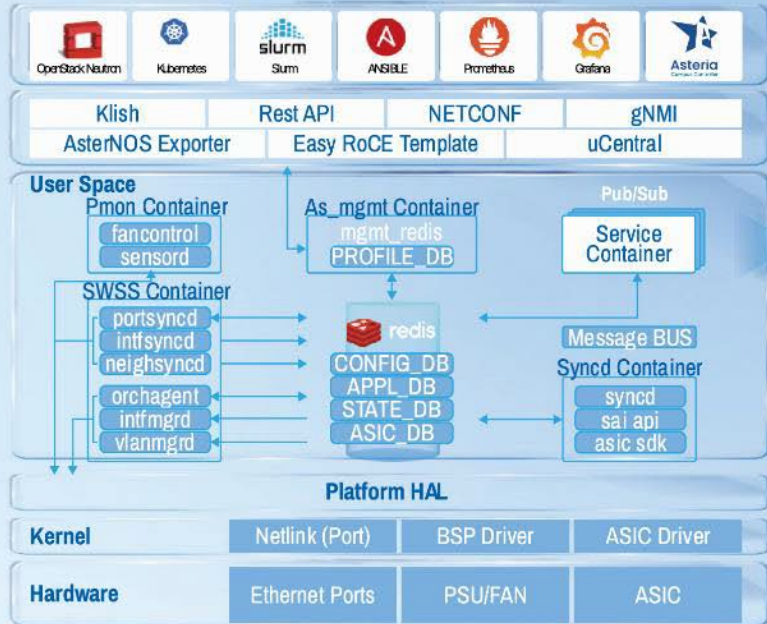 slurm
OpenStack Neutron
Kubernetes
Slurm
ANSIBLE
Prometheus
Grafana
Asteria
Campus Controller
Klish
Rest API
NETCONF
gNMI
AsterNOS Exporter
Easy RoCE Template
uCentral
User Space
Pmon Container
fancontrol
sensord
As_mgmt Container
mgmt_redis
PROFILE_DB
Pub/Sub
Service
Container
SWSS Container
portsyncd
intfsyncd
neighsyncd
orchagent
intfmgrd
vlanmgrd
redis
CONFIG_DB
APPL_DB
STATE_DB
ASIC_DB
Message BUS
Syncd Container
syncd
sai api
asic sdk
Platform HAL
Kernel
Netlink (Port)
BSP Driver
ASIC Driver
Hardware
Ethernet Ports
PSU/FAN
ASIC